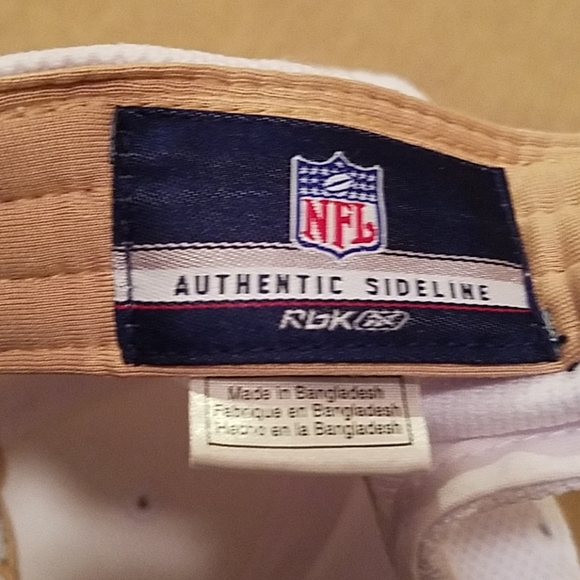 NFL
AUTHENTIC SIDELINE
RBK
Made in Bangladesh
Fabrique en Bangladesh
Hecho en la Bangladesh